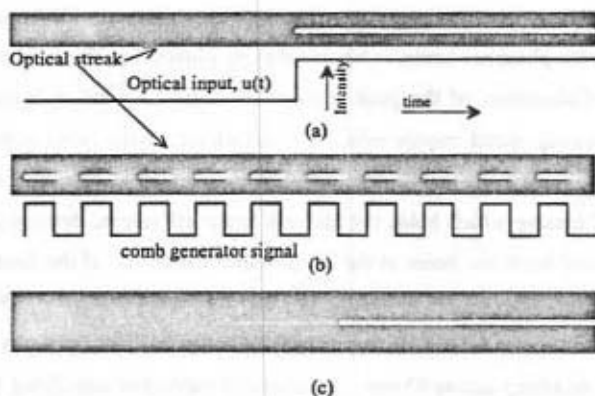 Optical streak
Optical input, u(t)
Intensity
time
(a)
comb generator signal
(b)
(c)